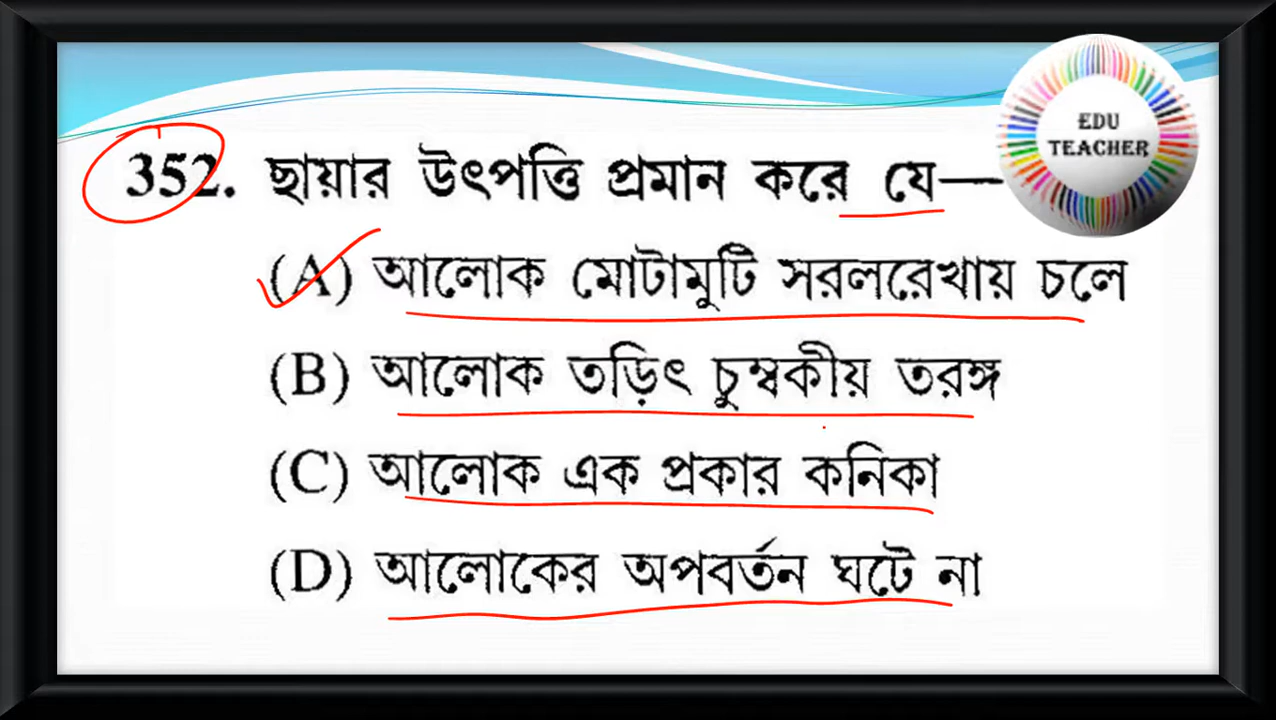 352. ছায়ার উৎপত্তি প্রমান করে যে—
(A) আলোক মোটামুটি সরলরেখায় চলে
(B) আলোক তড়িৎ চুম্বকীয় তরঙ্গ
(C) আলোক এক প্রকার কনিকা
(D) আলোকের অপবর্তন ঘটে না
EDU
TEACHER